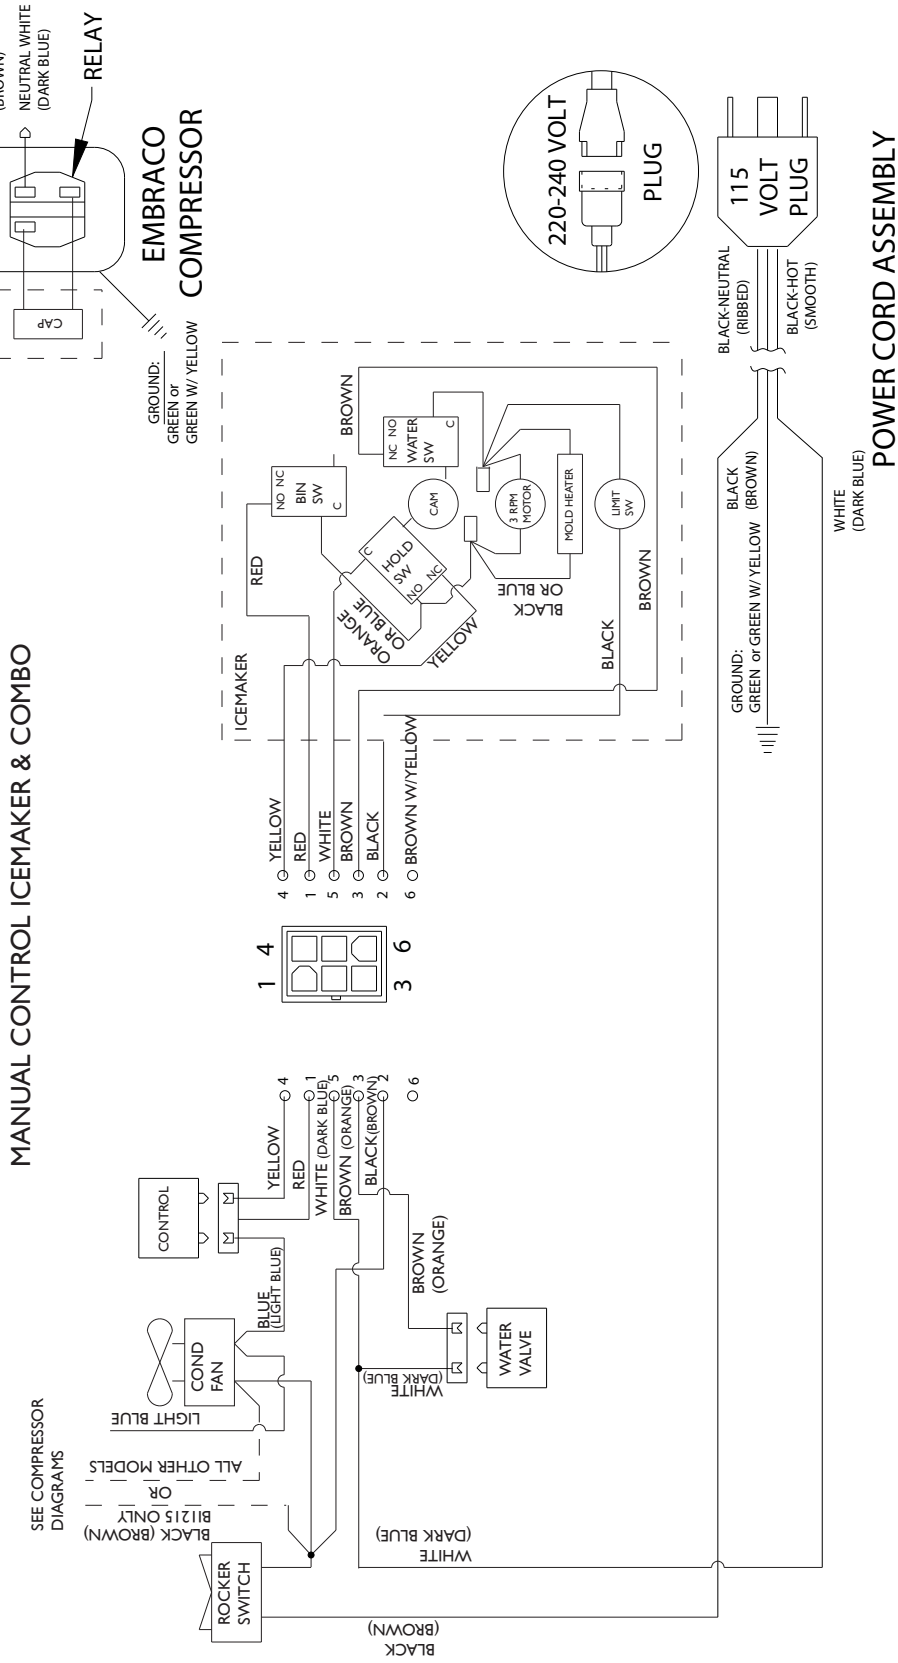 (BROWN)
NEUTRAL WHITE
(DARK BLUE)
RELAY
EMBRACO
COMPRESSOR
CAP
GROUND:
GREEN or
GREEN W/ YELLOW
220-240 VOLT
PLUG
115
VOLT
PLUG
BLACK-NEUTRAL
(RIBBED)
BLACK-HOT
(SMOOTH)
POWER CORD ASSEMBLY
BLACK
(BROWN)
GROUND:
GREEN or GREEN W/ YELLOW
WHITE
(DARK BLUE)
MANUAL CONTROL ICEMAKER & COMBO
ICEMAKER
RED
NO NC
BIN
SW
C
BROWN
NC NO
WATER
SW
C
CAM
C
HOLD
SW
NO NC
3 RPM
MOTOR
MOLD HEATER
LIMIT
SW
ORANGE
OR BLUE
YELLOW
BLACK
OR BLUE
BLACK
BROWN
4 YELLOW
1 RED
5 WHITE
3 BROWN
2 BLACK
6 BROWN W/YELLOW
1 4
3 6
YELLOW 4
RED 1
WHITE (DARK BLUE) 5
BROWN (ORANGE) 3
BLACK(BROWN) 2
6
CONTROL
BLUE
(LIGHT BLUE)
COND
FAN
LIGHT BLUE
BROWN
(ORANGE)
WHITE
(DARK BLUE)
WATER
VALVE
SEE COMPRESSOR
DIAGRAMS
ALL OTHER MODELS
OR
BI1215 ONLY
BLACK (BROWN)
ROCKER
SWITCH
WHITE
(DARK BLUE)
BLACK
(BROWN)